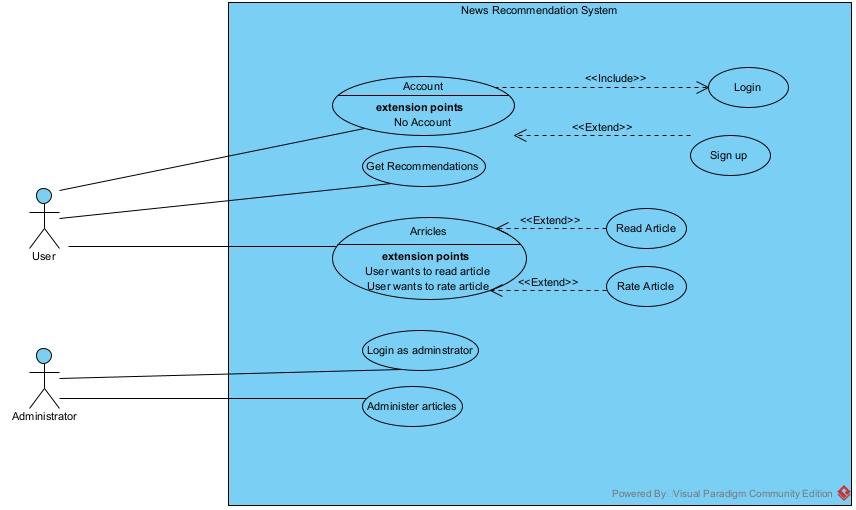 News Recommendation System
Account
extension points
No Account
<<Include>>
Login
<<Extend>>
Sign up
Get Recommendations
User
Arricles
extension points
User wants to read article
User wants to rate article
<<Extend>>
Read Article
<<Extend>>
Rate Article
Login as adminstrator
Administrator
Administer articles
Powered By Visual Paradigm Community Edition